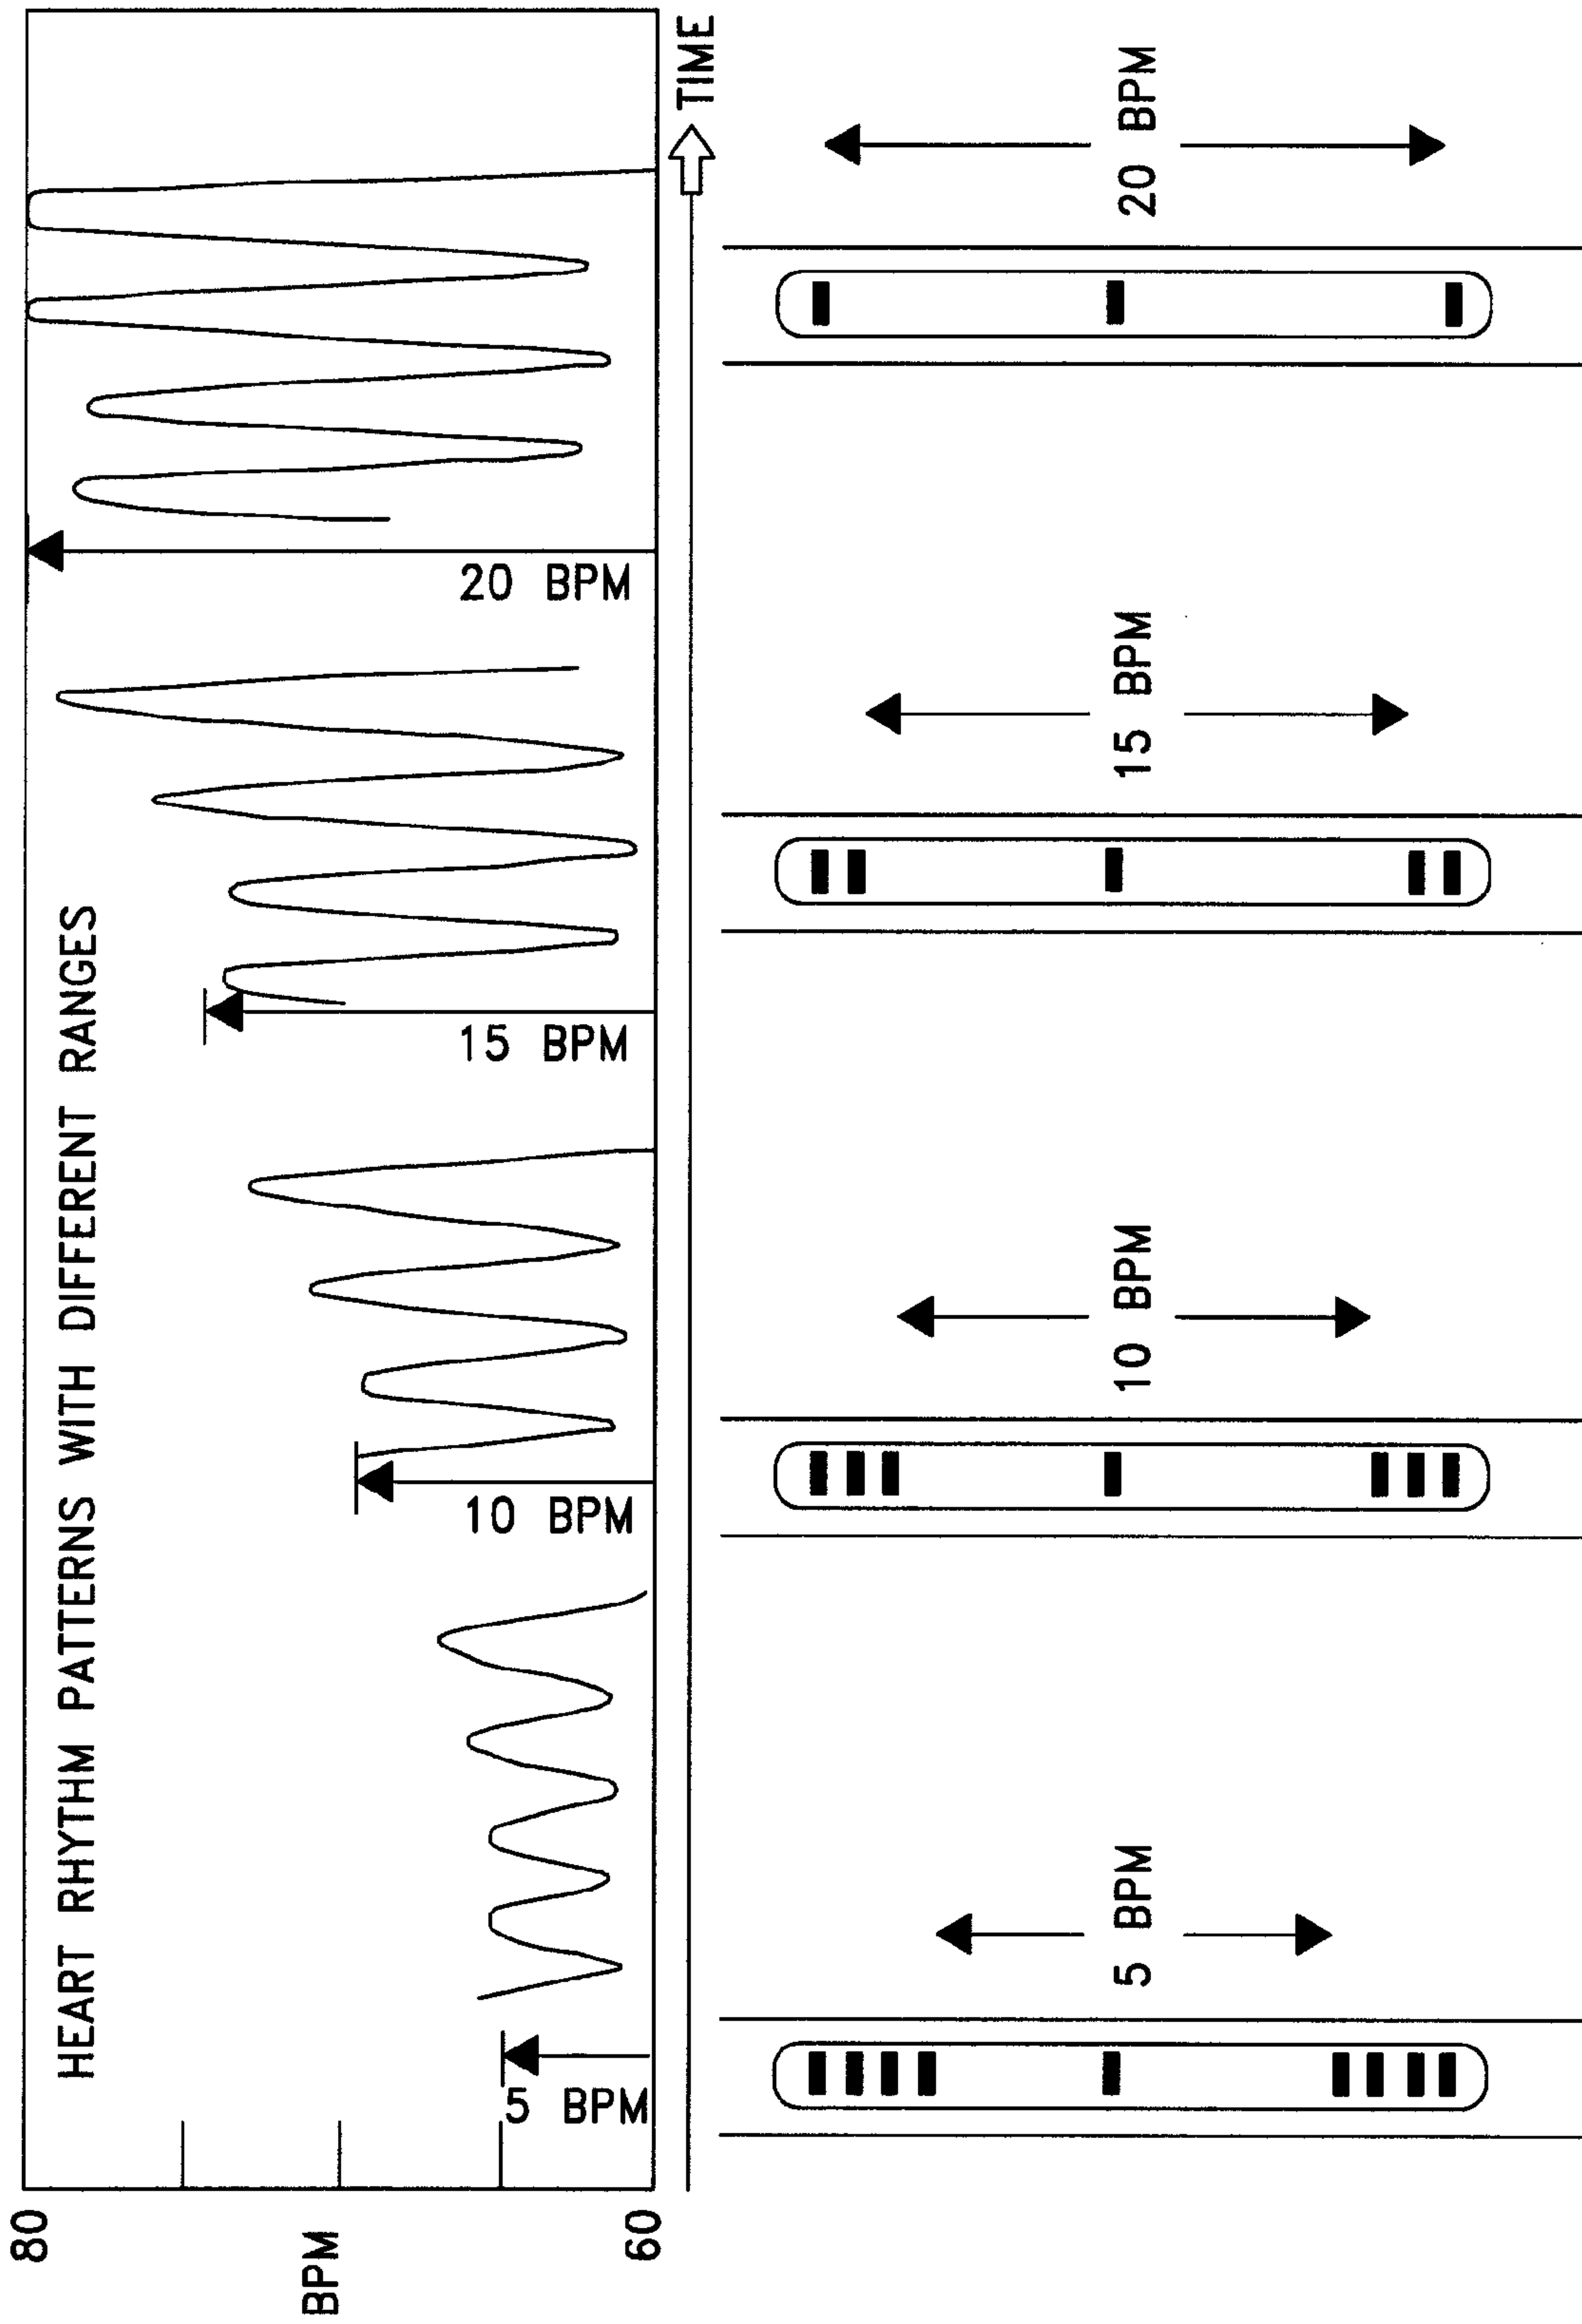 HEART RHYTHM PATTERNS WITH DIFFERENT RANGES
80
BPM
60
5 BPM
10 BPM
15 BPM
20 BPM
TIME
5 BPM
10 BPM
15 BPM
20 BPM